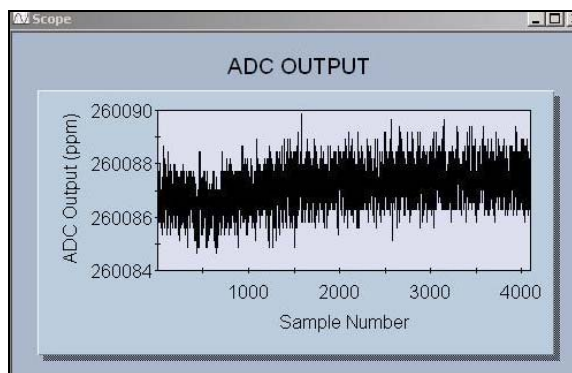 Scope
ADC OUTPUT
ADC Output (ppm)
260090
260088
260086
260084
1000 2000 3000 4000
Sample Number